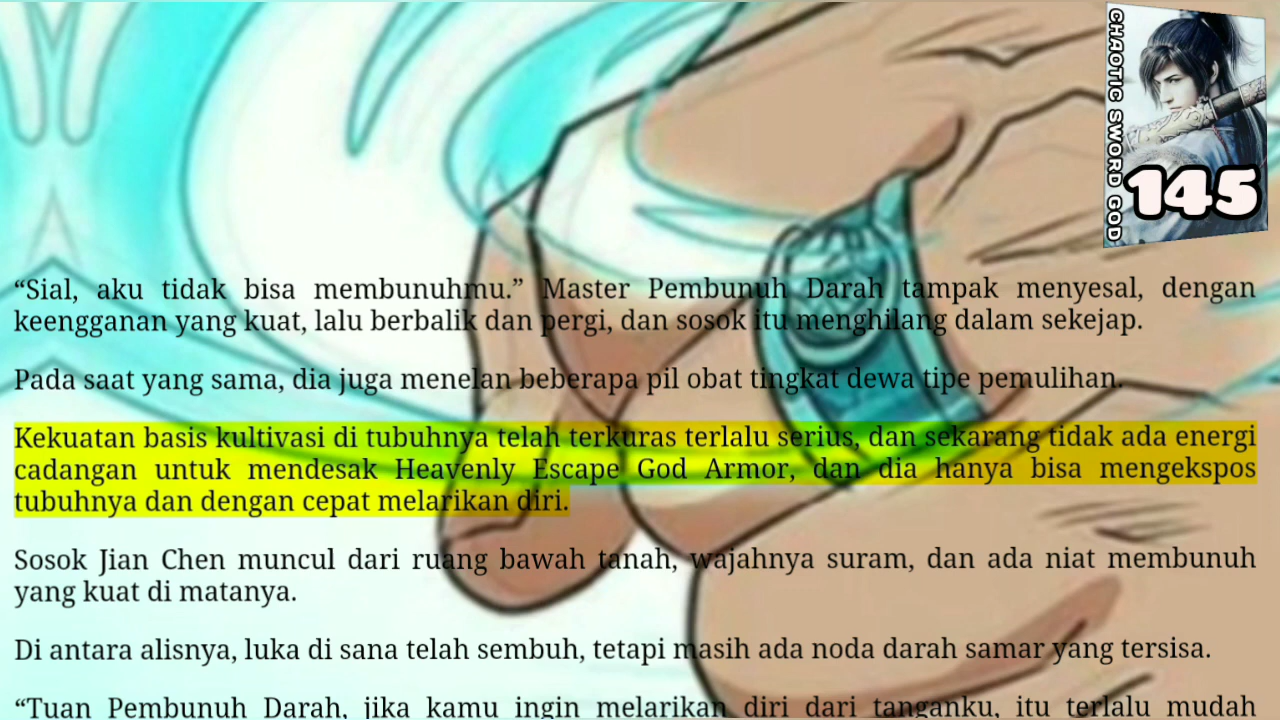 CHAOTIC SWORD GOD
145
“Sial, aku tidak bisa membunuhmu.” Master Pembunuh Darah tampak menyesal, dengan
keengganan yang kuat, lalu berbalik dan pergi, dan sosok itu menghilang dalam sekejap.
Pada saat yang sama, dia juga menelan beberapa pil obat tingkat dewa tipe pemulihan.
Kekuatan basis kultivasi di tubuhnya telah terkuras terlalu serius, dan sekarang tidak ada energi
cadangan untuk mendesak Heavenly Escape God Armor, dan dia hanya bisa mengekspos
tubuhnya dan dengan cepat melarikan diri.
Sosok Jian Chen muncul dari ruang bawah tanah, wajahnya suram, dan ada niat membunuh
yang kuat di matanya.
Di antara alisnya, luka di sana telah sembuh, tetapi masih ada noda darah samar yang tersisa.
“Tuan Pembunuh Darah, jika kamu ingin melarikan diri dari tanganku, itu terlalu mudah